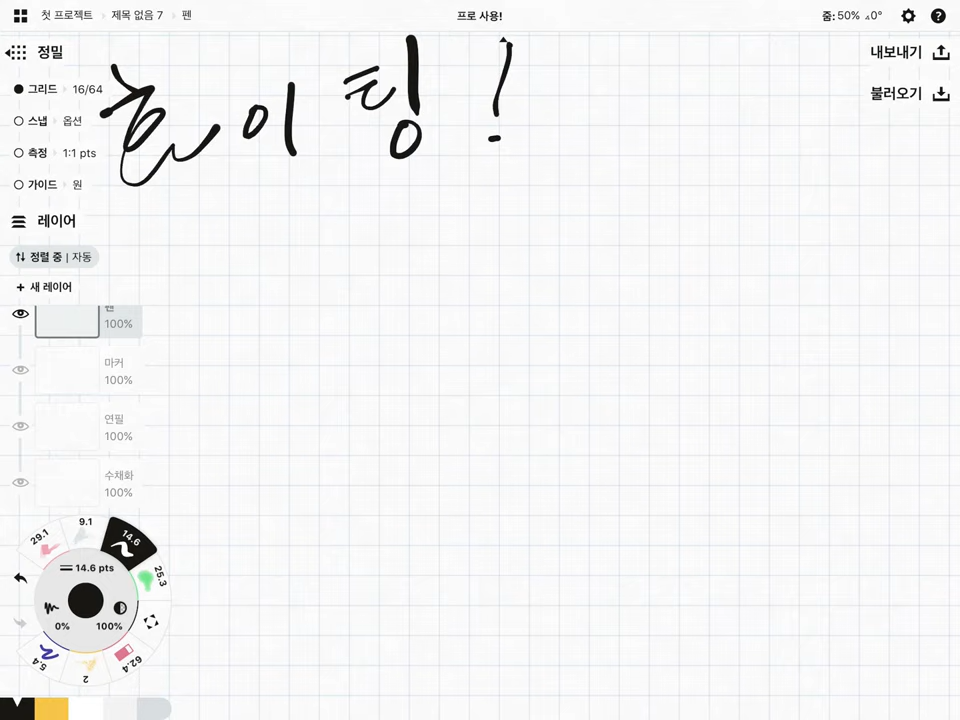 첫 프로젝트 제목 없음 7 펜
프로 사용!
줌: 50% ⊿0°
정밀
그리드 16/64
스냅 옵션
측정 1:1 pts
가이드 원
레이어
정렬 중 | 자동
+ 새 레이어
펜
100%
마커
100%
연필
100%
수채화
100%
내보내기
불러오기
이팅!
29.1
9.1
14.6
25.3
62.4
2
5.4
14.6 pts
0%
100%